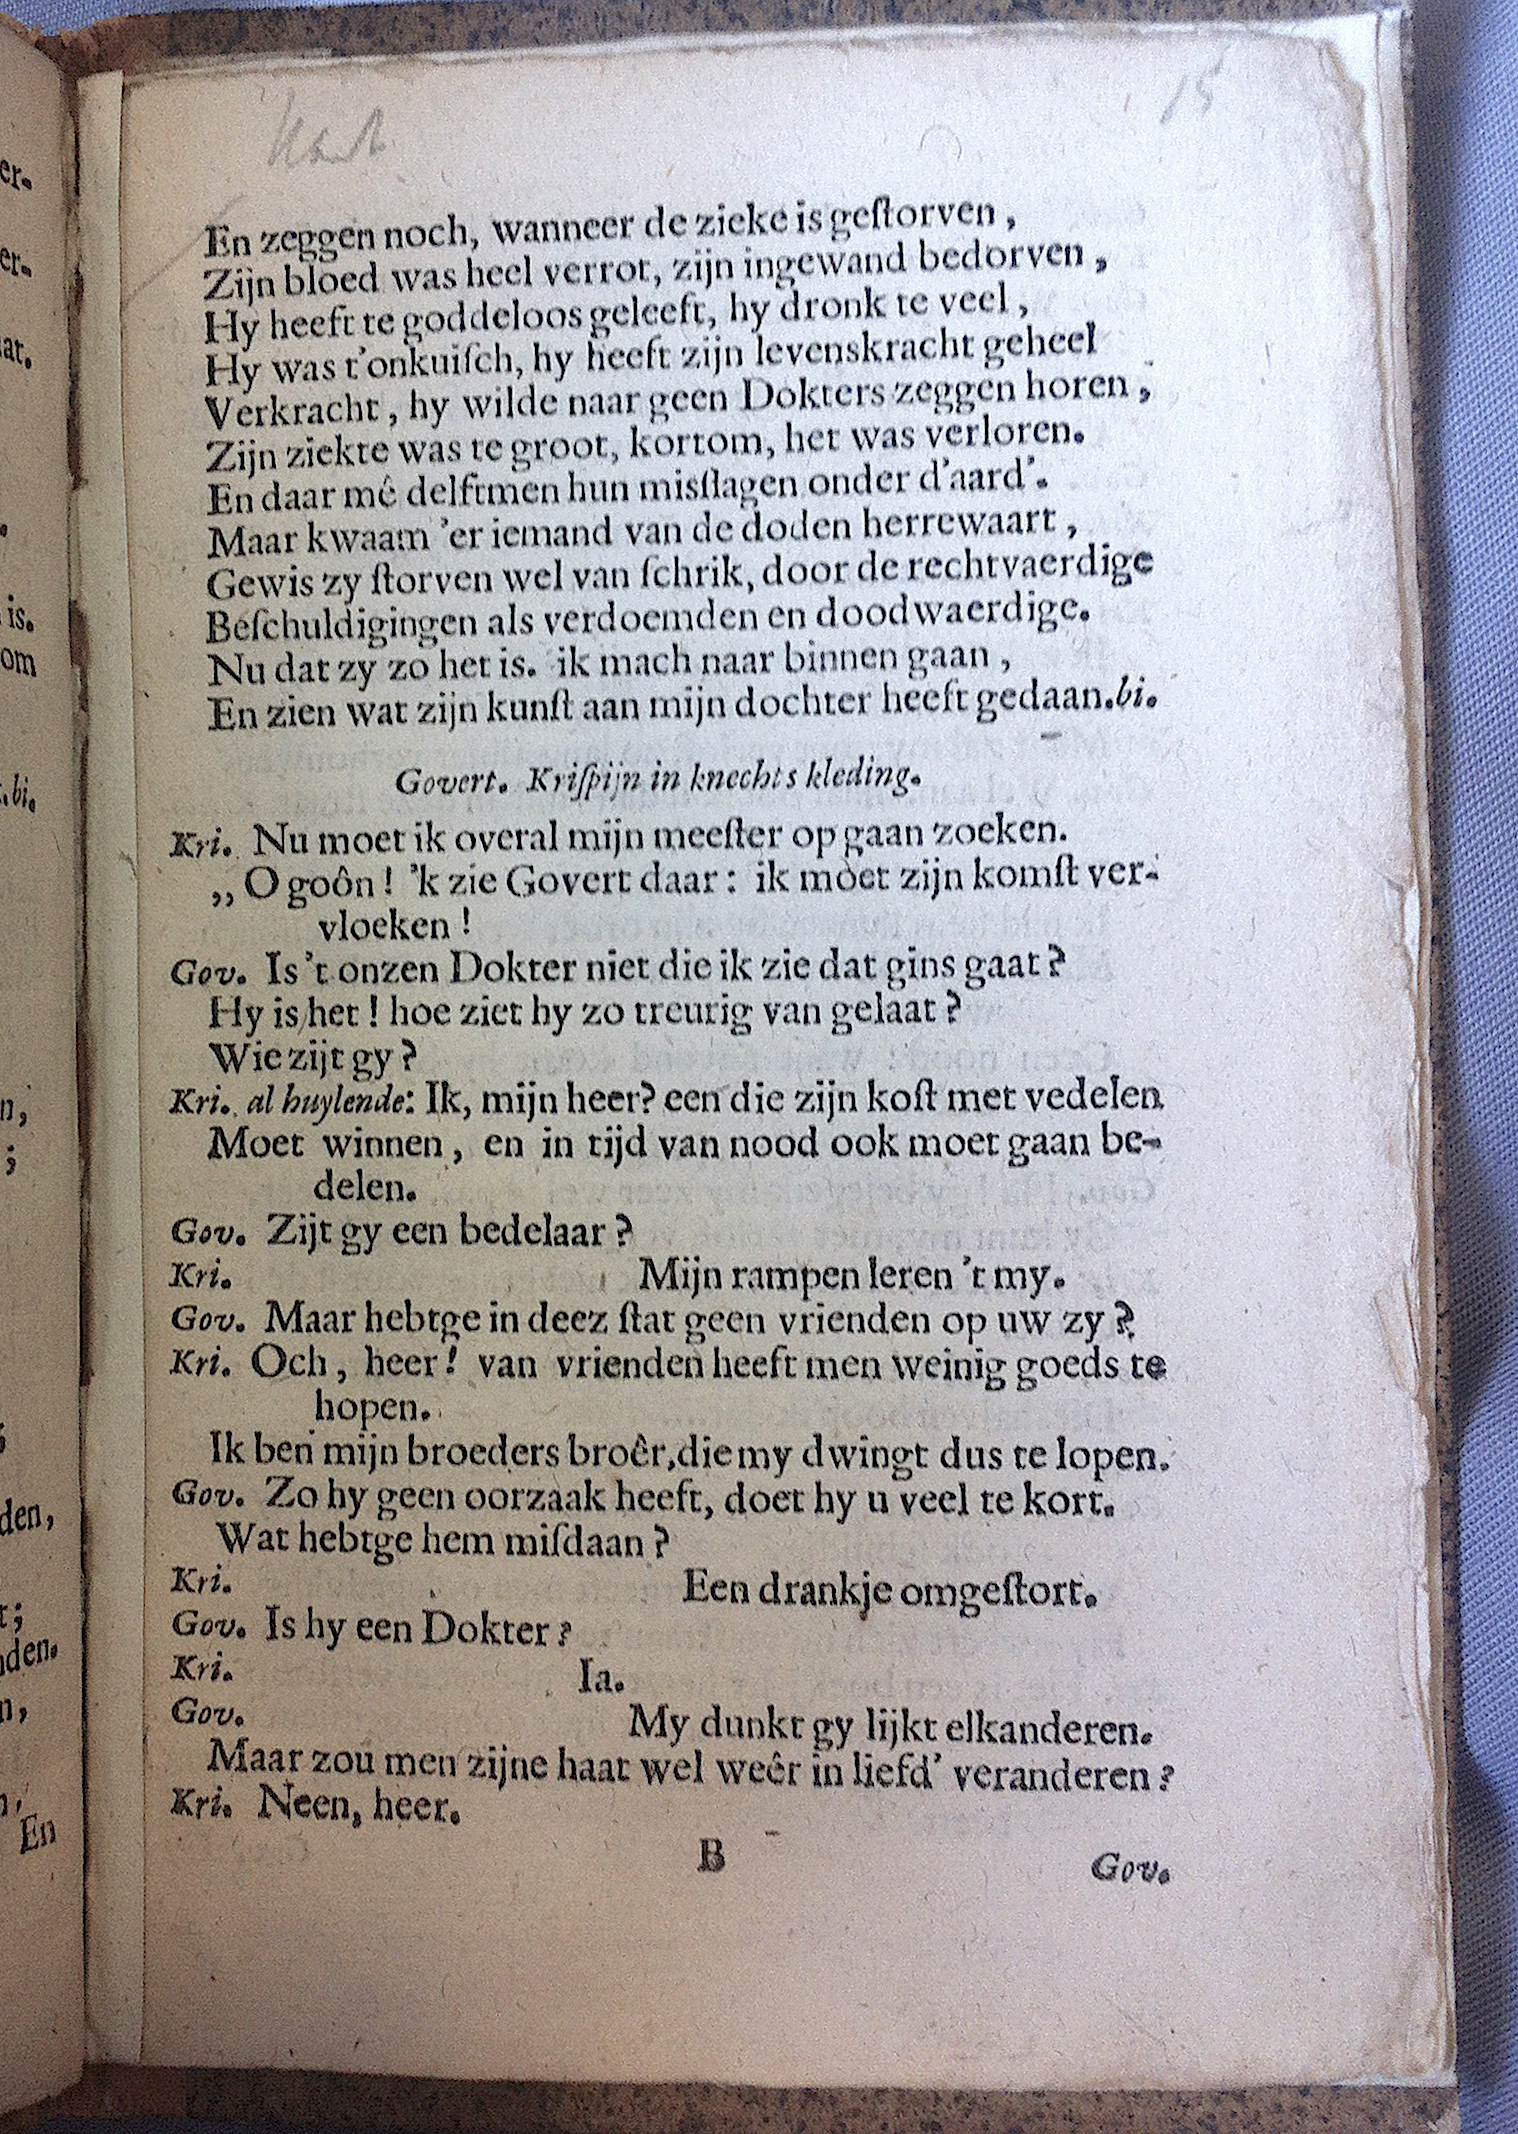 15
En zeggen noch, wanneer de zieke is geſtorven,
Zijn bloed was heel verrot, zijn ingewand bedorven,
Hy heeft te goddeloos geleeft, hy dronk te veel,
Hy was t'onkuiſch, hy heeft zijn levenskracht geheel
Verkracht, hy wilde naar geen Dokters zeggen horen,
Zijn ziekte was te groot, kortom, het was verloren.
En daar mê delftmen hun misſlagen onder d'aard'.
Maar kwaam 'er iemand van de doden herrewaart,
Gewis zy ſtorven wel van ſchrik, door de rechtvaerdige
Beſchuldigingen als verdoemden en doodwaerdige.
Nu dat zy zo het is. ik mach naar binnen gaan,
En zien wat zijn kunſt aan mijn dochter heeft gedaan. bi.
Govert. Kriſpijn in knechts kleding.
Kri. Nu moet ik overal mijn meeſter op gaan zoeken.
„ O goôn! 'k zie Govert daar: ik moet zijn komſt ver-
vloeken!
Gov. Is 't onzen Dokter niet die ik zie dat gins gaat?
Hy is het! hoe ziet hy zo treurig van gelaat?
Wie zijt gy?
Kri. al huylende: Ik, mijn heer? een die zijn koſt met vedelen
Moet winnen, en in tijd van nood ook moet gaan be-
delen.
Gov. Zijt gy een bedelaar?
Kri. Mijn rampen leren 't my.
Gov. Maar hebtge in deez ſtat geen vrienden op uw zy?
Kri. Och, heer! van vrienden heeft men weinig goeds te
hopen.
Ik ben mijn broeders broêr, die my dwingt dus te lopen.
Gov. Zo hy geen oorzaak heeft, doet hy u veel te kort.
Wat hebtge hem miſdaan?
Kri. Een drankje omgeſtort.
Gov. Is hy een Dokter?
Kri. Ia.
Gov. My dunkt gy lijkt elkanderen.
Maar zou men zijne haat wel weêr in liefd' veranderen?
Kri. Neen, heer.
B
Gov.
er.
er.
at.
is.
om
bi.
n,
;
den,
t;
den.
n,
En